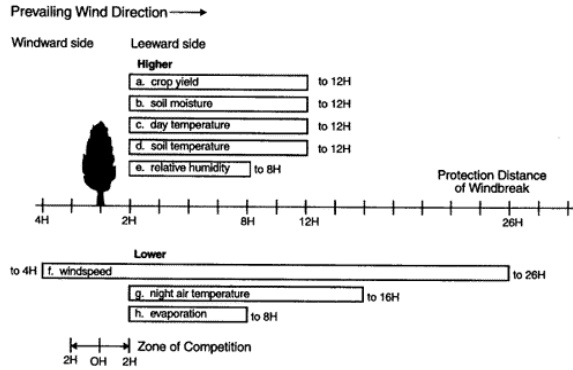 Prevailing Wind Direction
Windward side Leeward side
Higher
a. crop yield to 12H
b. soil moisture to 12H
c. day temperature to 12H
d. soil temperature to 12H
e. relative humidity to 8H
Protection Distance
of Windbreak
4H 2H 8H 12H 26H
Lower
to 4H f. windspeed to 26H
g. night air temperature to 16H
h. evaporation to 8H
Zone of Competition
2H OH 2H